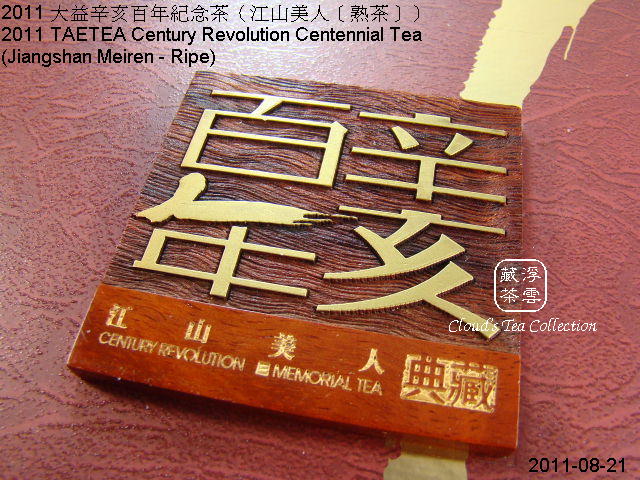 2011 大益辛亥百年紀念茶（江山美人〔熟茶〕）
2011 TAETEA Century Revolution Centennial Tea
(Jiangshan Meiren - Ripe)
辛亥
百年
江山美人
CENTURY REVOLUTION MEMORIAL TEA
典藏
浮雲
藏茶
Cloud's Tea Collection
2011-08-21